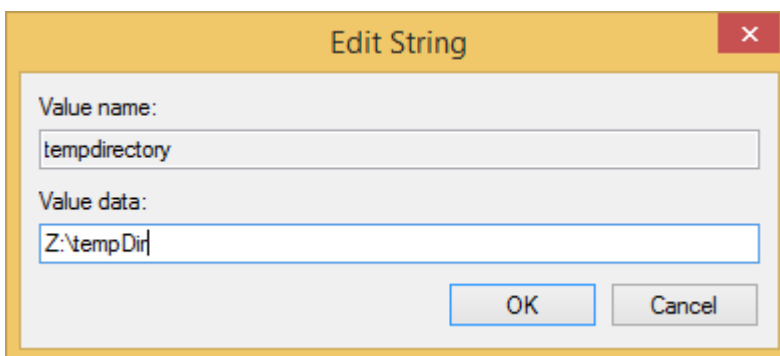 Edit String
Value name:
tempdirectory
Value data:
Z:\tempDir
OK Cancel